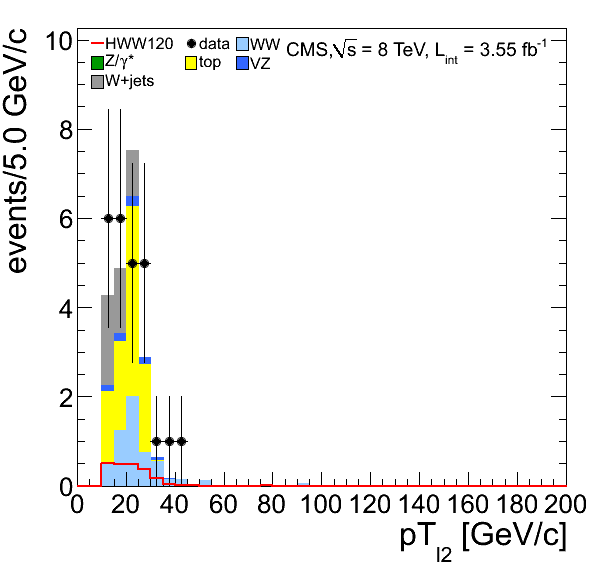 HWW120 data WW
Z/γ* top VZ
W+jets
CMS,√s = 8 TeV, L_int = 3.55 fb⁻¹
events/5.0 GeV/c
10
8
6
4
2
0
0 20 40 60 80 100 120 140 160 180 200
pT_l2 [GeV/c]